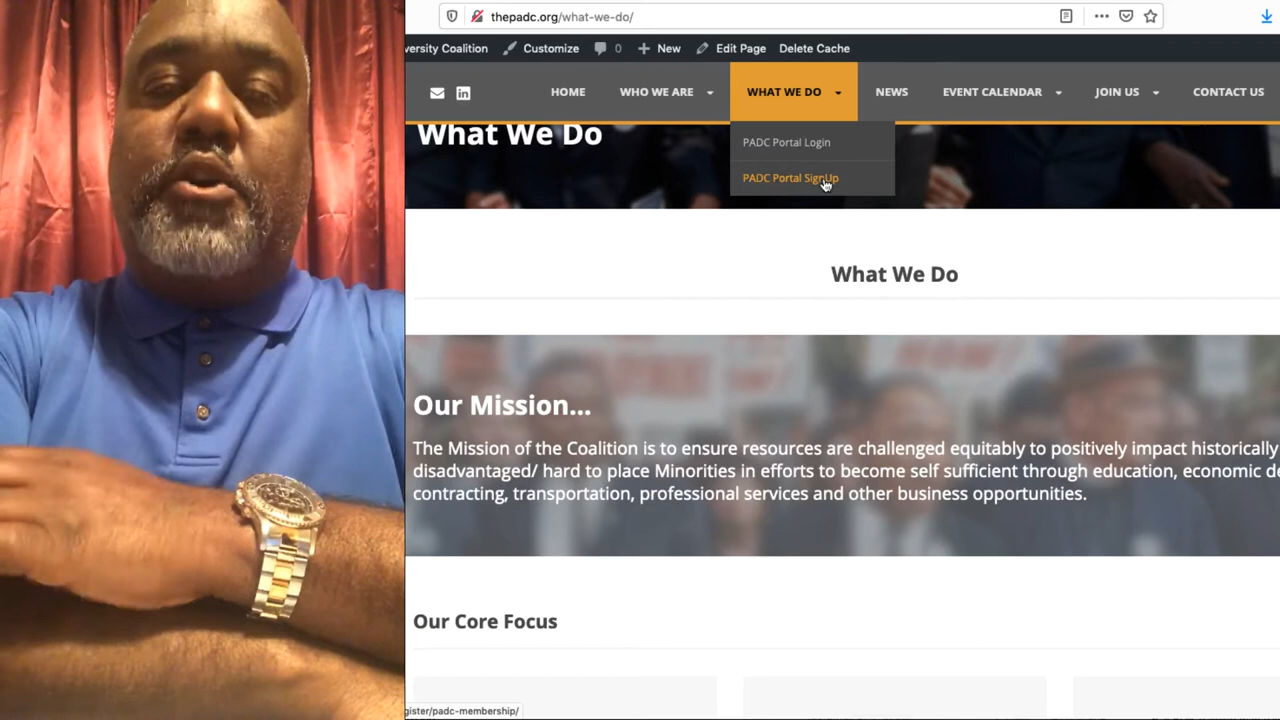 thepadc.org/what-we-do/
versity Coalition Customize 0 New Edit Page Delete Cache
HOME WHO WE ARE WHAT WE DO NEWS EVENT CALENDAR JOIN US CONTACT US
What We Do
PADC Portal Login
PADC Portal SignUp
What We Do
Our Mission...
The Mission of the Coalition is to ensure resources are challenged equitably to positively impact historically
disadvantaged/ hard to place Minorities in efforts to become self sufficient through education, economic de
contracting, transportation, professional services and other business opportunities.
Our Core Focus
gister/padc-membership/